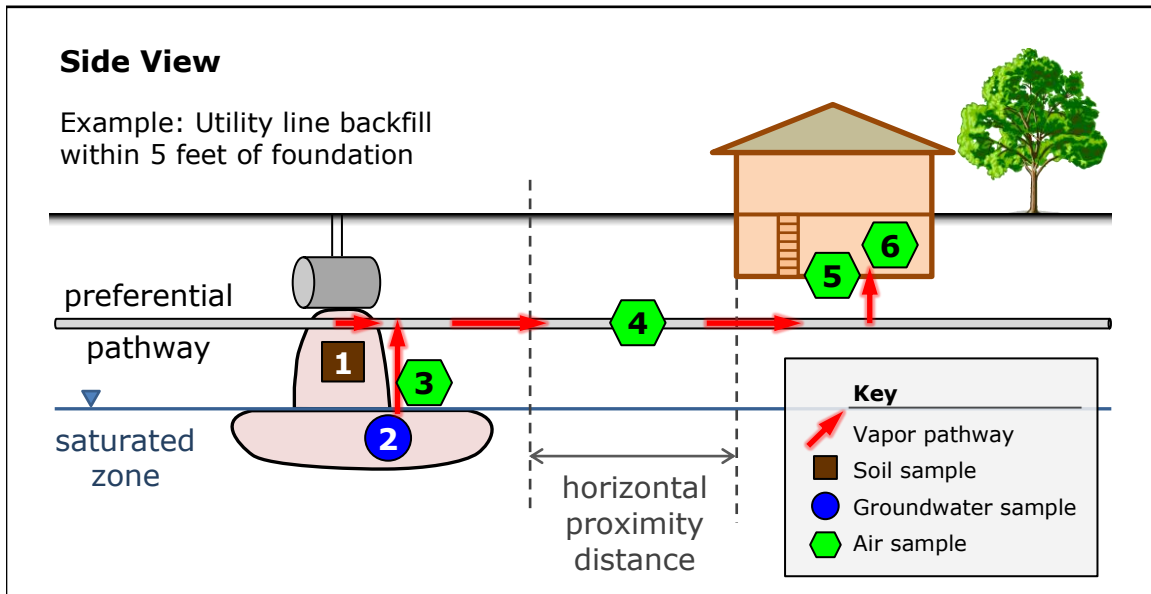 Side View
Example: Utility line backfill
within 5 feet of foundation
6
5
preferential
4
pathway
1
3
Key
2
saturated
zone
Vapor pathway
Soil sample
horizontal
proximity
distance
Groundwater sample
Air sample